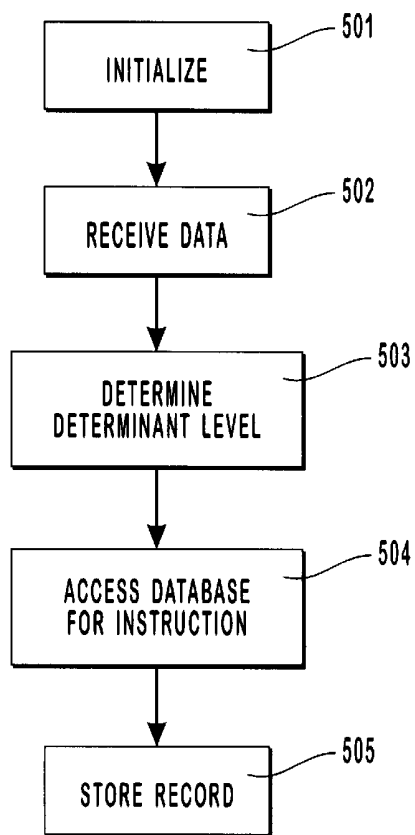 501
INITIALIZE
502
RECEIVE DATA
503
DETERMINE
DETERMINANT LEVEL
504
ACCESS DATABASE
FOR INSTRUCTION
505
STORE RECORD